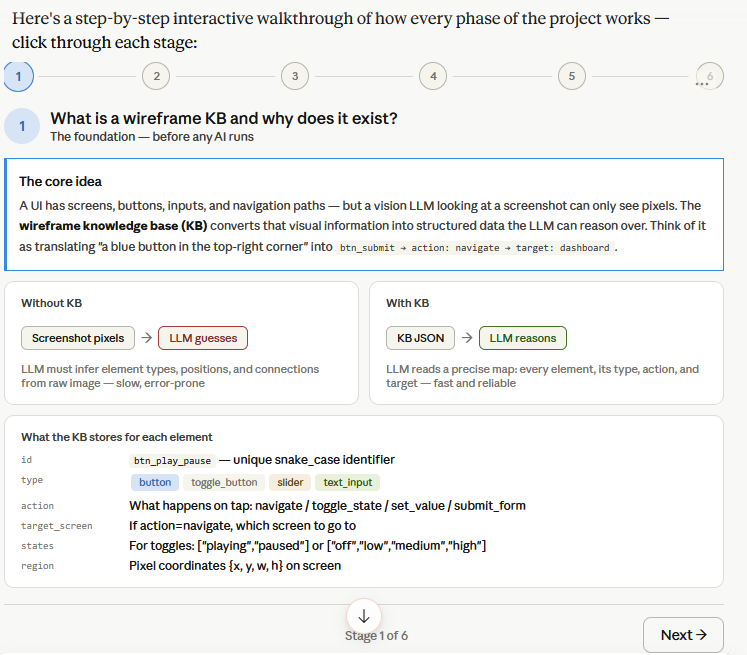 Here's a step-by-step interactive walkthrough of how every phase of the project works —
click through each stage:
1 2 3 4 5 6
1
What is a wireframe KB and why does it exist?
The foundation — before any AI runs
The core idea
A UI has screens, buttons, inputs, and navigation paths — but a vision LLM looking at a screenshot can only see pixels. The
wireframe knowledge base (KB) converts that visual information into structured data the LLM can reason over. Think of it
as translating "a blue button in the top-right corner" into btn_submit → action: navigate → target: dashboard .
Without KB
Screenshot pixels → LLM guesses
LLM must infer element types, positions, and connections
from raw image — slow, error-prone
With KB
KB JSON → LLM reasons
LLM reads a precise map: every element, its type, action, and
target — fast and reliable
What the KB stores for each element
id btn_play_pause — unique snake_case identifier
type button toggle_button slider text_input
action What happens on tap: navigate / toggle_state / set_value / submit_form
target_screen If action=navigate, which screen to go to
states For toggles: ["playing","paused"] or ["off","low","medium","high"]
region Pixel coordinates {x, y, w, h} on screen
Stage 1 of 6
Next →